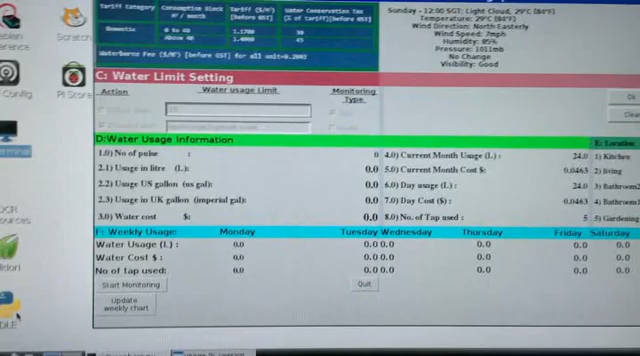 Tariff Category
Consumption Block
M³ / month
Tariff ($/M³)
[before GST]
Water Conservation Tax
(% of tariff)[before GST]
Domestic
0 to 40
Above 40
1.1700
1.4000
30
45
Waterborne Fee ($/M³) [before GST] for all unit=0.2803
Sunday - 12:00 SGT: Light Cloud, 29°C (84°F)
Temperature: 29°C (84°F)
Wind Direction: North Easterly
Wind Speed: 7mph
Humidity: 85%
Pressure: 1011mb
No Change
Visibility: Good
Scratch
Config
Pi Store
C: Water Limit Setting
Action
Water usage Limit
Monitoring
Type
Ok
Clear
D:Water Usage Information
E: Location
1.0) No of pulse : 0
4.0) Current Month Usage (L) : 24.0
1) Kitchen
2.1) Usage in litre (L): 0.0
5.0) Current Month Cost $: 0.0463
2) living
2.2) Usage US gallon (us gal): 0.0
6.0) Day usage (L) : 24.0
3) Bathroom2
2.3) Usage in UK gallon (imperial gal): 0.0
7.0) Day Cost ($): 0.0463
4) Bathroom1
3.0) Water cost $: 0.0
8.0) No of Tap used : 5
5) Gardening
F: Weekly Usage: Monday Tuesday Wednesday Thursday Friday Saturday
Water Usage (L) : 0.0 0.0 0.0 0.0 0.0 0.0
Water Cost $ : 0.0 0.0 0.0 0.0 0.0 0.0
No of tap used: 0.0 0.0 0.0 0.0 0.0 0.0
Start Monitoring
Quit
Update
weekly chart